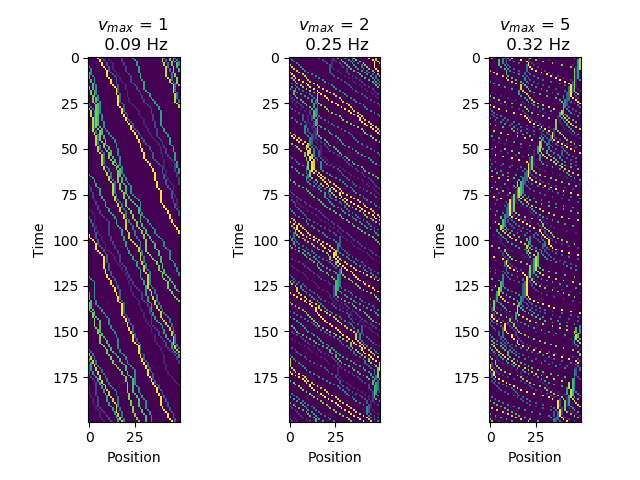 v_max = 1
0.09 Hz
v_max = 2
0.25 Hz
v_max = 5
0.32 Hz
Time
0
25
50
75
100
125
150
175
0 25
Position
Time
0
25
50
75
100
125
150
175
0 25
Position
Time
0
25
50
75
100
125
150
175
0 25
Position